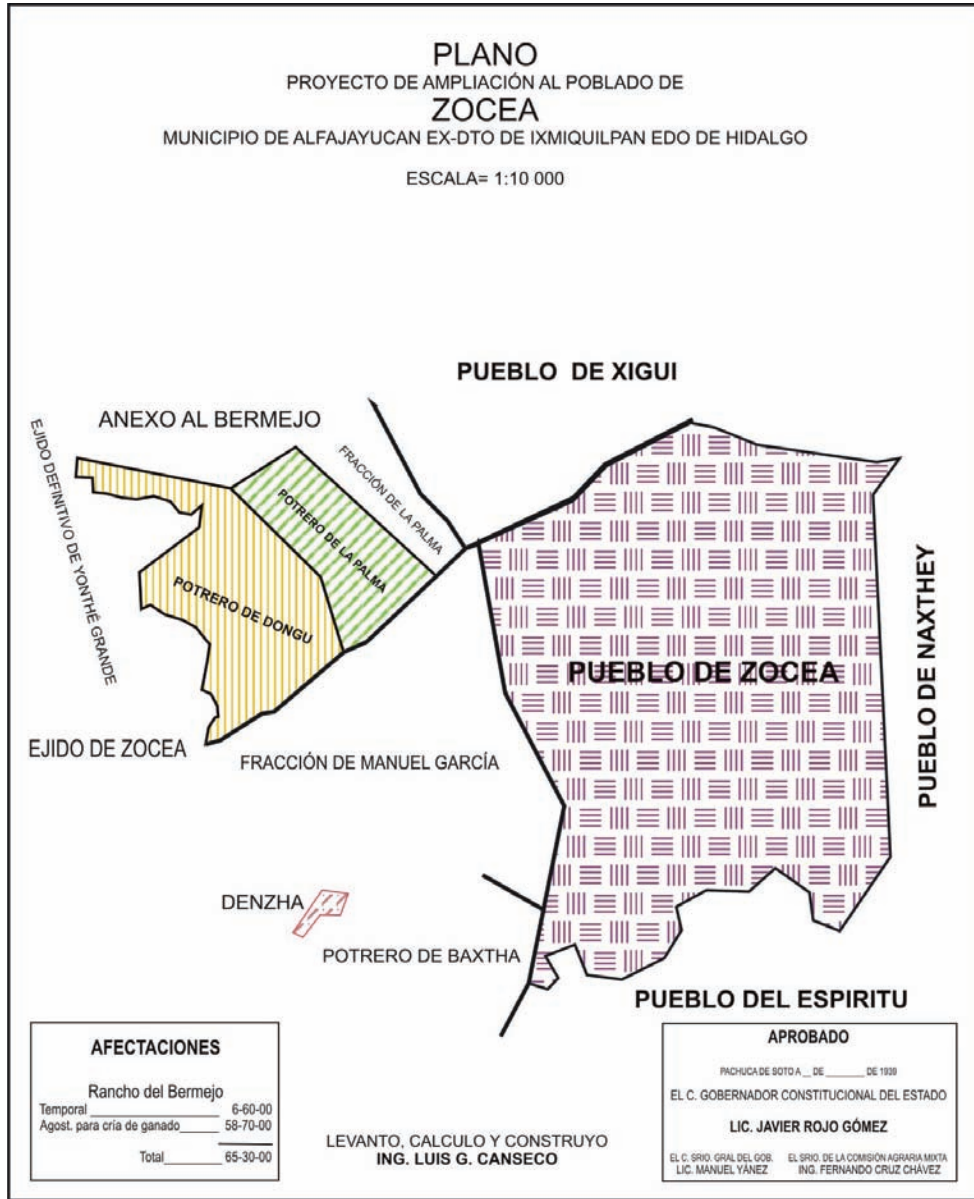 PLANO
PROYECTO DE AMPLIACIÓN AL POBLADO DE
ZOCEA
MUNICIPIO DE ALFAJAYUCAN EX-DTO DE IXMIQUILPAN EDO DE HIDALGO
ESCALA= 1:10 000
PUEBLO DE XIGUI
ANEXO AL BERMEJO
EJIDO DEFINITIVO DE YONTHÉ GRANDE
FRACCIÓN DE LA PALMA
POTRERO DE LA PALMA
POTRERO DE DONGU
PUEBLO DE ZOCEA
PUEBLO DE NAXTHEY
EJIDO DE ZOCEA
FRACCIÓN DE MANUEL GARCÍA
DENZHA
POTRERO DE BAXTHA
PUEBLO DEL ESPIRITU
AFECTACIONES
Rancho del Bermejo
Temporal ____________________ 6-60-00
Agost. para cría de ganado______ 58-70-00
Total_________ 65-30-00
LEVANTO, CALCULO Y CONSTRUYO
ING. LUIS G. CANSECO
APROBADO
PACHUCA DE SOTO A __ DE ________ DE 1939
EL C. GOBERNADOR CONSTITUCIONAL DEL ESTADO
LIC. JAVIER ROJO GÓMEZ
EL C. SRIO. GRAL DEL GOB. EL SRIO. DE LA COMISIÓN AGRARIA MIXTA
LIC. MANUEL YÁNEZ ING. FERNANDO CRUZ CHÁVEZ